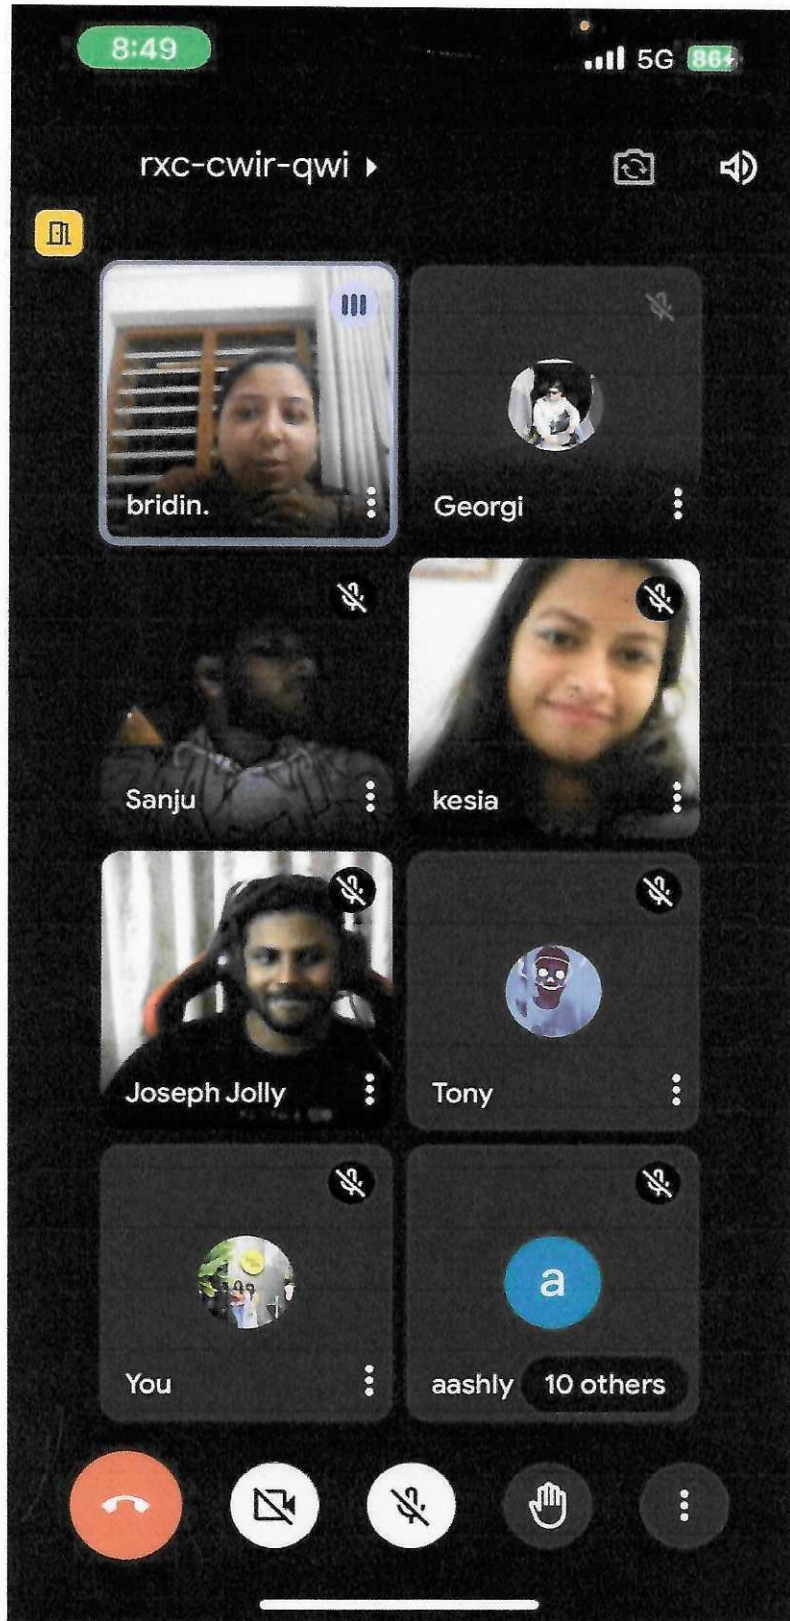 8:49
5G 86
rxc-cwir-qwi
bridin.
Georgi
Sanju
kesia
Joseph Jolly
Tony
You
a
aashly
10 others